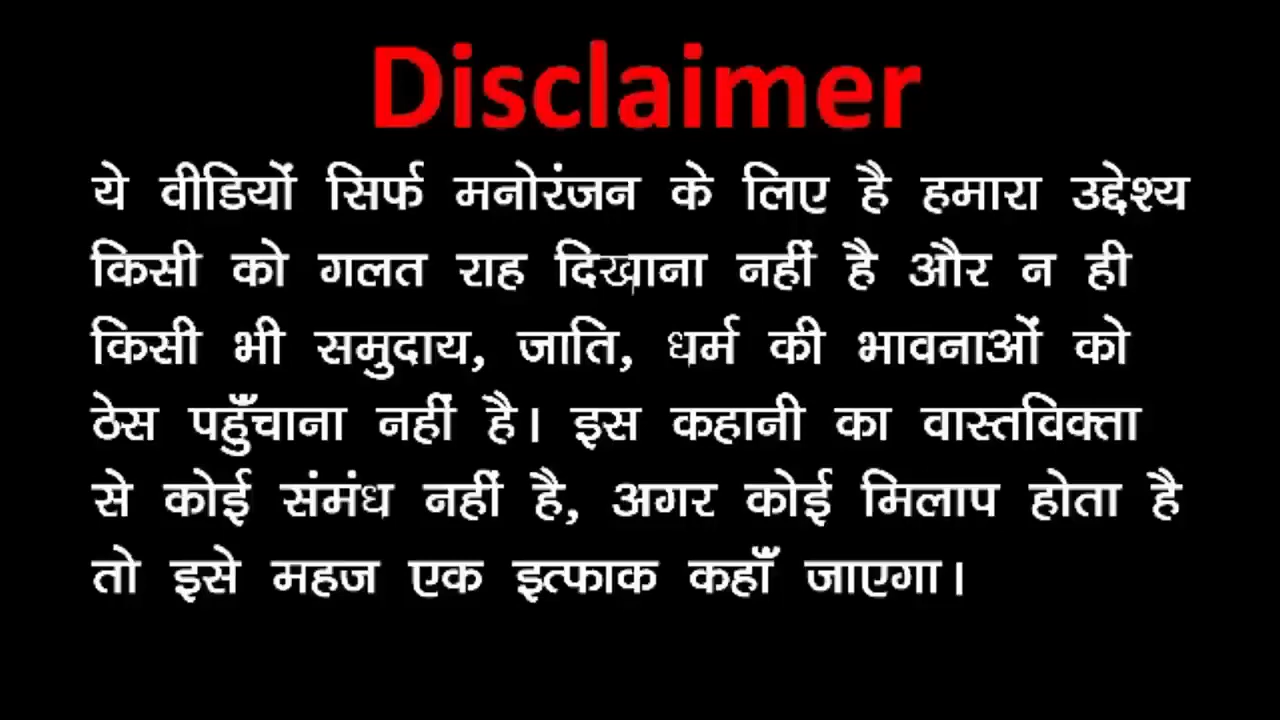 Disclaimer
ये वीडियों सिर्फ मनोरंजन के लिए है हमारा उद्देश्य
किसी को गलत राह दिखाना नहीं है और न ही
किसी भी समुदाय, जाति, धर्म की भावनाओं को
ठेस पहुँचाना नहीं है। इस कहानी का वास्तविक्ता
से कोई संमंध नहीं है, अगर कोई मिलाप होता है
तो इसे महज एक इत्फाक कहाँ जाएगा।